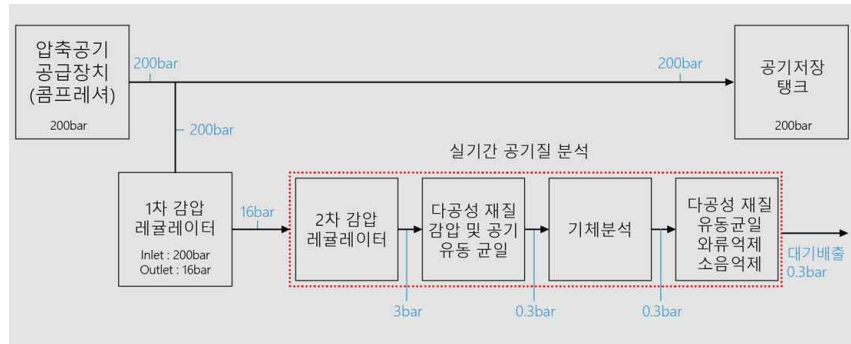 압축공기
공급장치
(콤프레셔)
200bar
200bar
200bar
공기저장
탱크
200bar
200bar
실기간 공기질 분석
1차 감압
레귤레이터
Inlet : 200bar
Outlet : 16bar
16bar
2차 감압
레귤레이터
다공성 재질
감압 및 공기
유동 균일
기체분석
다공성 재질
유동균일
와류억제
소음억제
대기배출
0.3bar
3bar
0.3bar
0.3bar